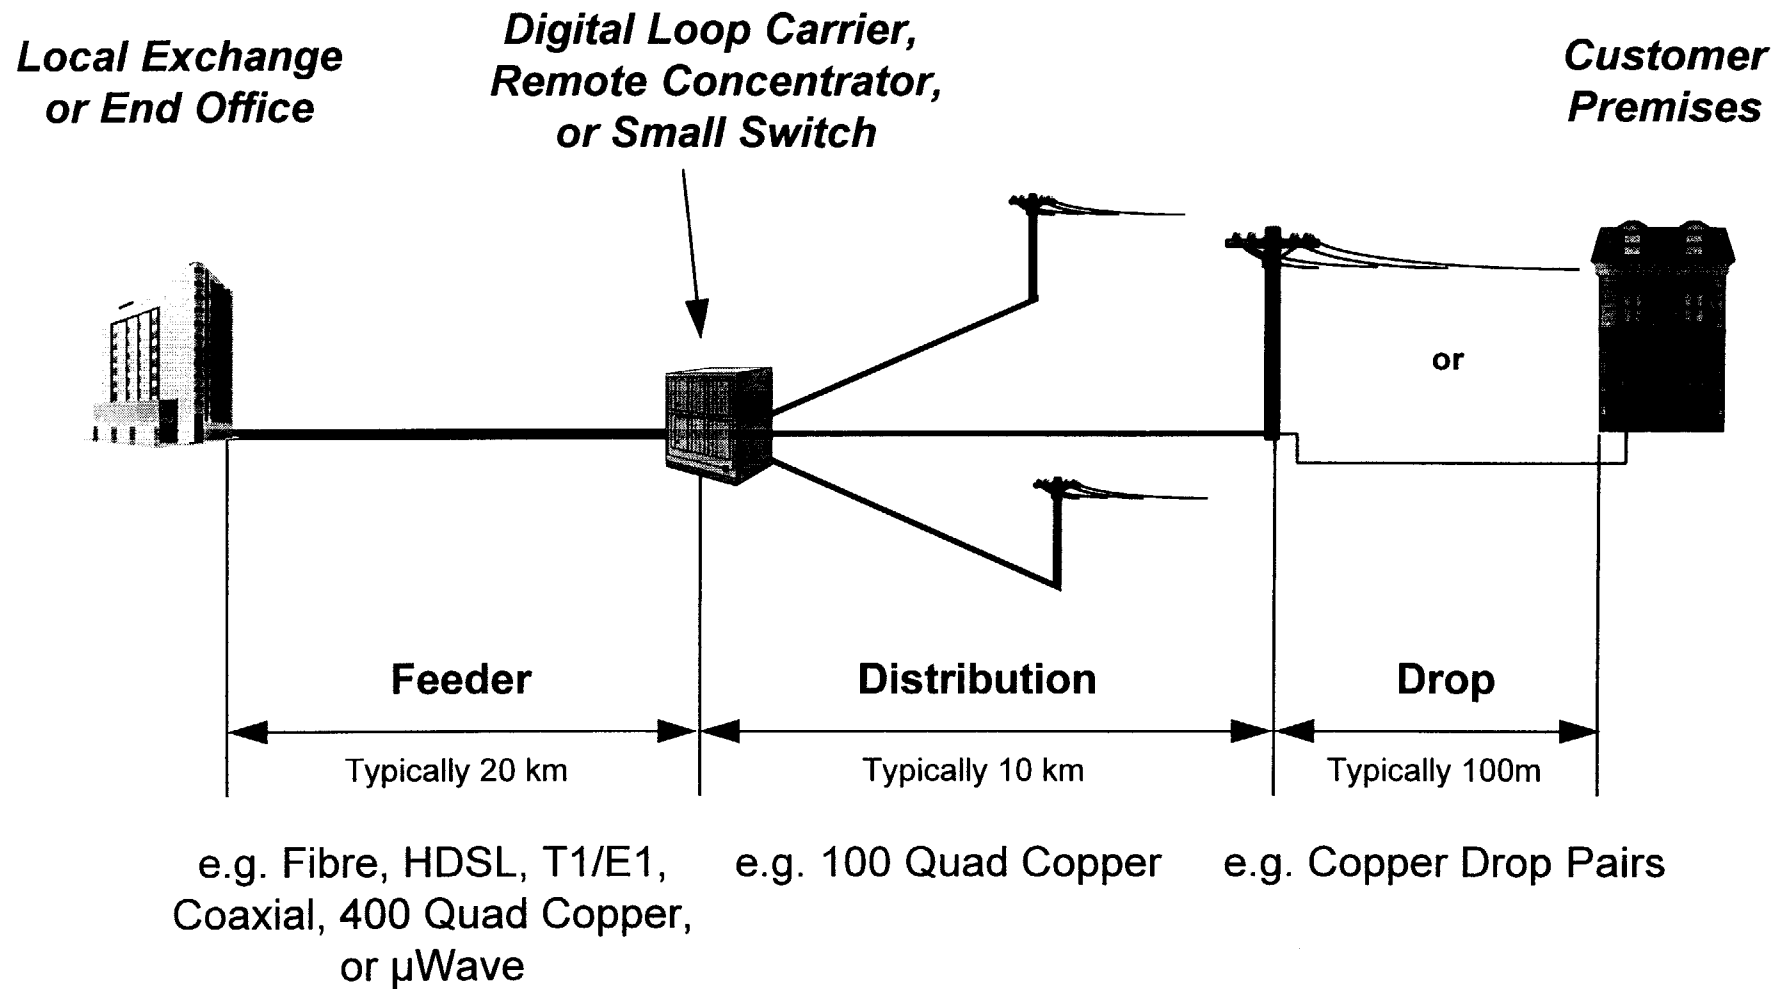 Local Exchange
or End Office
Digital Loop Carrier,
Remote Concentrator,
or Small Switch
Customer
Premises
or
Feeder
Distribution
Drop
Typically 20 km
Typically 10 km
Typically 100m
e.g. Fibre, HDSL, T1/E1,
Coaxial, 400 Quad Copper,
or µWave
e.g. 100 Quad Copper
e.g. Copper Drop Pairs